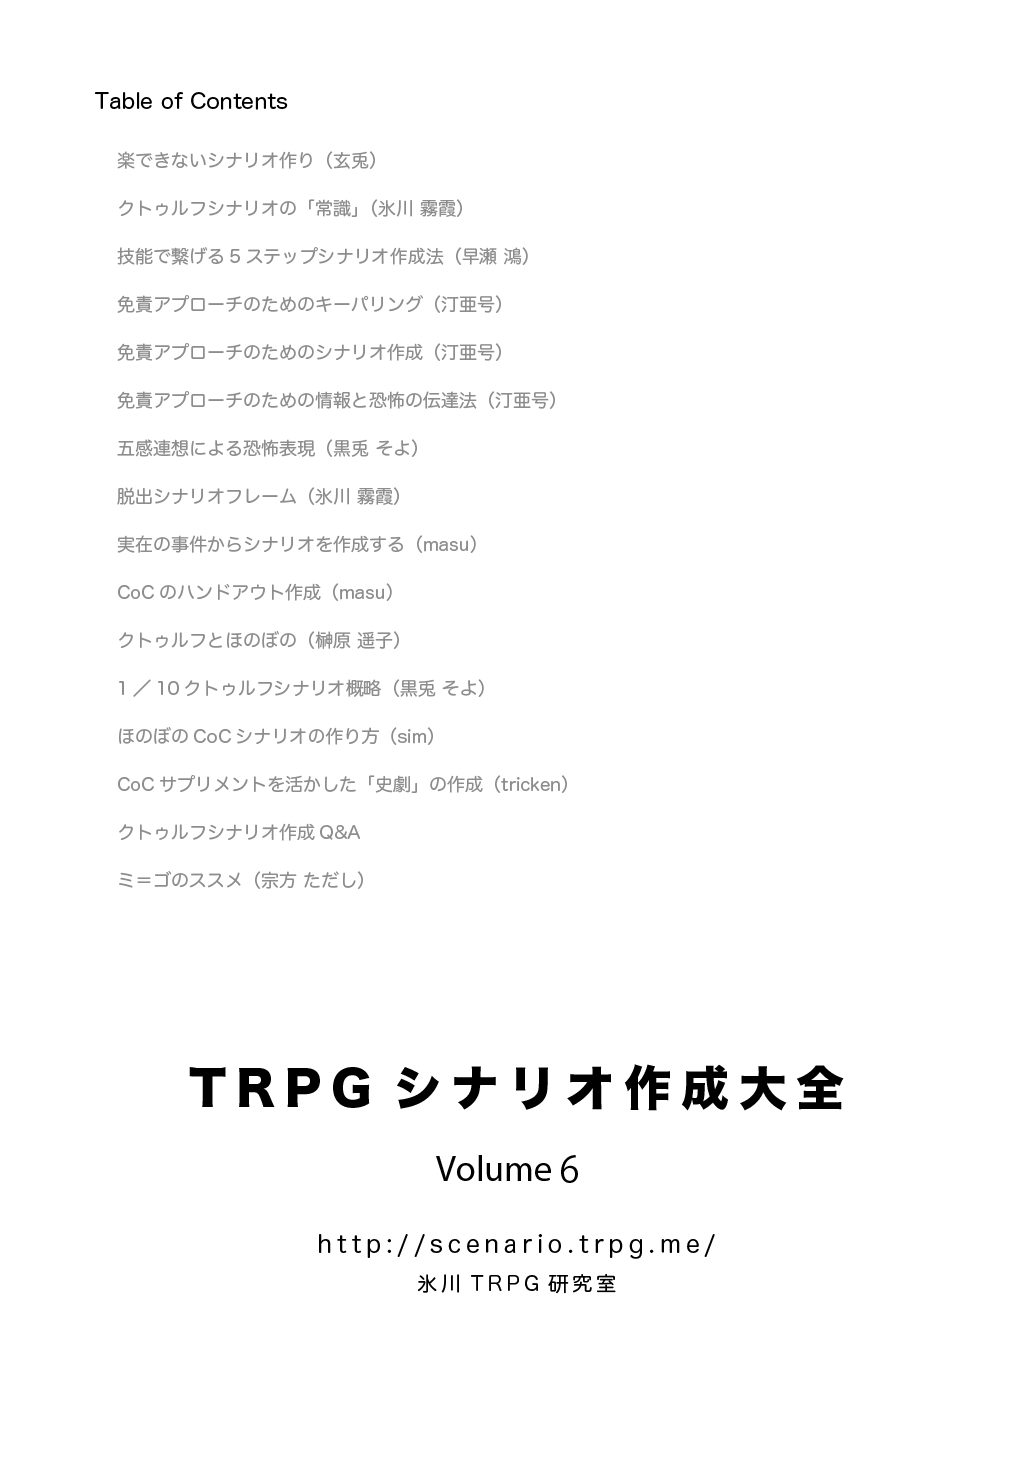 Table of Contents
楽できないシナリオ作り（玄兎）
クトゥルフシナリオの「常識」（氷川 霧霞）
技能で繋げる 5 ステップシナリオ作成法（早瀬 鴻）
免責アプローチのためのキーパリング（汀亜号）
免責アプローチのためのシナリオ作成（汀亜号）
免責アプローチのための情報と恐怖の伝達法（汀亜号）
五感連想による恐怖表現（黒兎 そよ）
脱出シナリオフレーム（氷川 霧霞）
実在の事件からシナリオを作成する（masu）
CoC のハンドアウト作成（masu）
クトゥルフとほのぼの（榊原 遥子）
1 ／ 10 クトゥルフシナリオ概略（黒兎 そよ）
ほのぼの CoC シナリオの作り方（sim）
CoC サプリメントを活かした「史劇」の作成（tricken）
クトゥルフシナリオ作成 Q&A
ミ＝ゴのススメ（宗方 ただし）
TRPG シナリオ作成大全
Volume 6
http://scenario.trpg.me/
氷川 TRPG 研究室